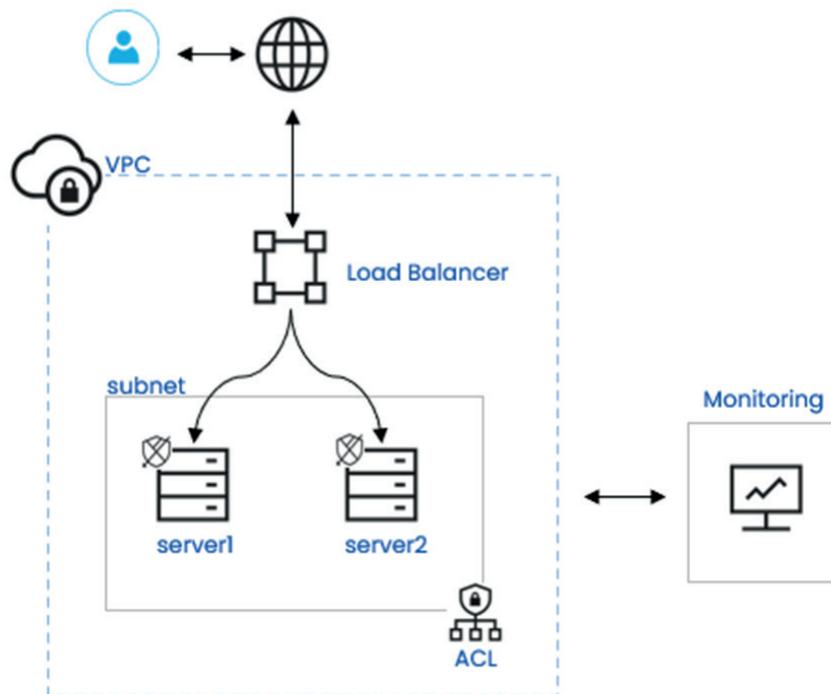 VPC
Load Balancer
subnet
Monitoring
server1
server2
ACL